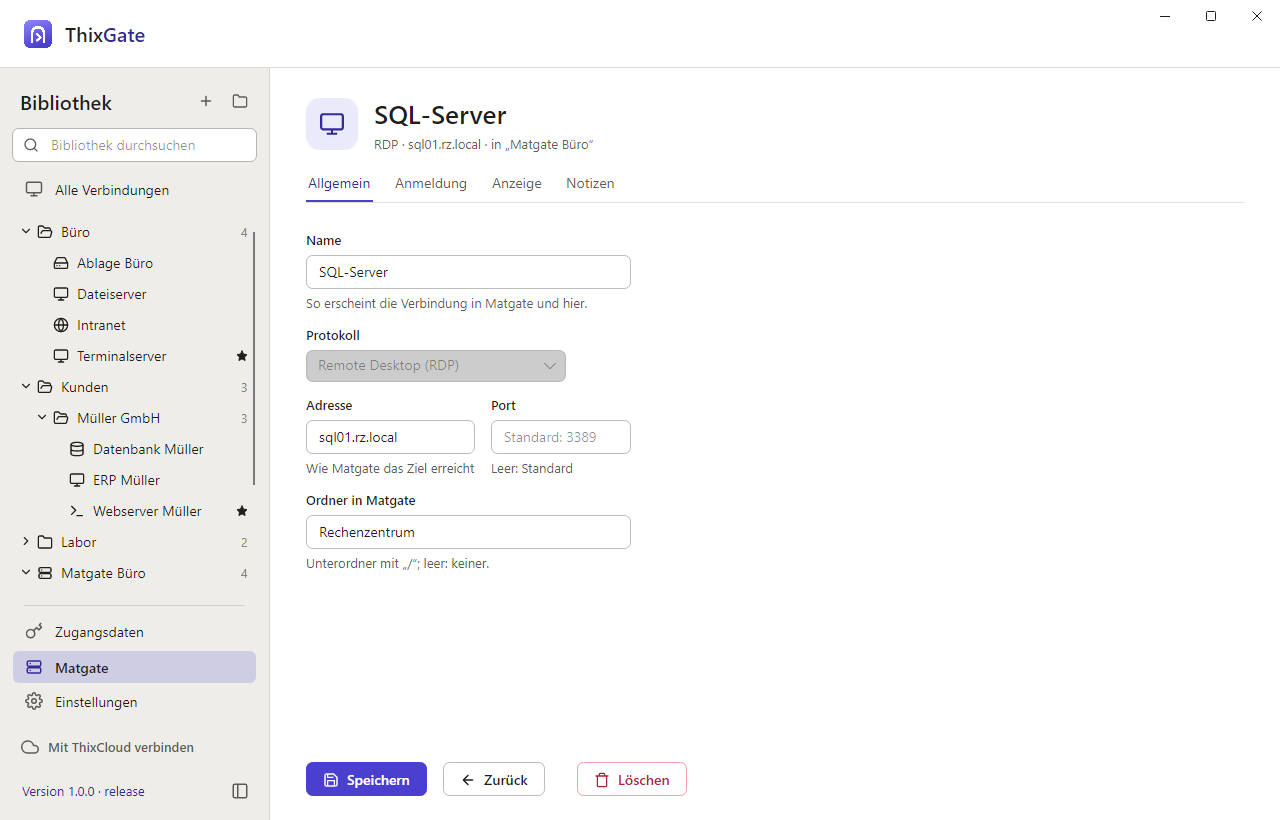 ThixGate
Bibliothek
Bibliothek durchsuchen
Alle Verbindungen
Büro 4
Ablage Büro
Dateiserver
Intranet
Terminalserver
Kunden 3
Müller GmbH 3
Datenbank Müller
ERP Müller
Webserver Müller
Labor 2
Matgate Büro 4
Zugangsdaten
Matgate
Einstellungen
Mit ThixCloud verbinden
Version 1.0.0 · release
SQL-Server
RDP · sql01.rz.local · in „Matgate Büro“
Allgemein Anmeldung Anzeige Notizen
Name
SQL-Server
So erscheint die Verbindung in Matgate und hier.
Protokoll
Remote Desktop (RDP)
Adresse Port
sql01.rz.local Standard: 3389
Wie Matgate das Ziel erreicht Leer: Standard
Ordner in Matgate
Rechenzentrum
Unterordner mit „/“; leer: keiner.
Speichern Zurück Löschen